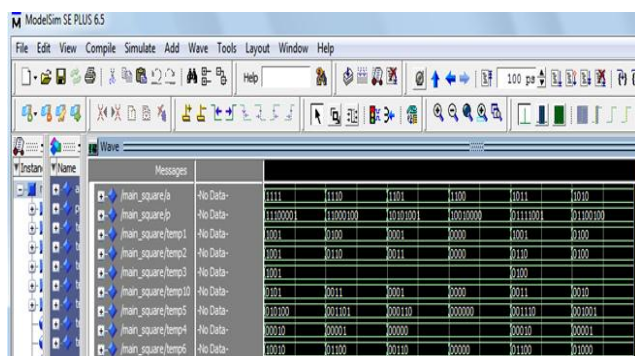 ModelSim SE PLUS 6.5
File Edit View Compile Simulate Add Wave Tools Layout Window Help
Help 100 ps
Wave
Instan Name Messages
/main_square/a -No Data- 1111 1110 1101 1100 1011 1010
/main_square/p -No Data- 11100001 11000100 10101001 10010000 01111001 01100100
/main_square/temp1 -No Data- 1001 0100 0001 0000 1001 0100
/main_square/temp2 -No Data- 1001 0110 0011 0000 0110 0100
/main_square/temp3 -No Data- 1001 0100
/main_square/temp10 -No Data- 0101 0011 0001 0000 0011 0010
/main_square/temp5 -No Data- 010100 001101 000110 000000 001110 001001
/main_square/temp4 -No Data- 00010 00001 00000 00010 00001
/main_square/temp6 -No Data- 10010 01100 00110 00000 01100 01000